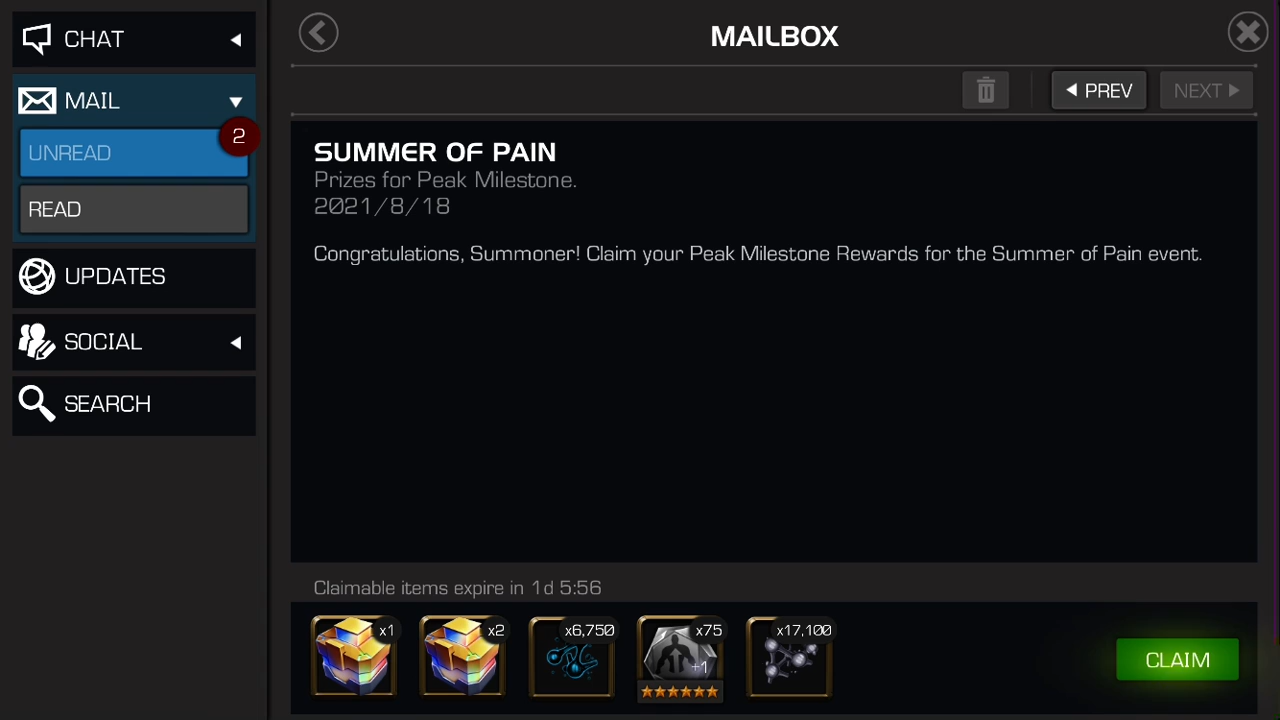 CHAT
MAIL
2
UNREAD
READ
UPDATES
SOCIAL
SEARCH
MAILBOX
PREV
NEXT
SUMMER OF PAIN
Prizes for Peak Milestone.
2021/8/18
Congratulations, Summoner! Claim your Peak Milestone Rewards for the Summer of Pain event.
Claimable items expire in 1d 5:56
x1
x2
x6,750
x75
+1
x17,100
CLAIM